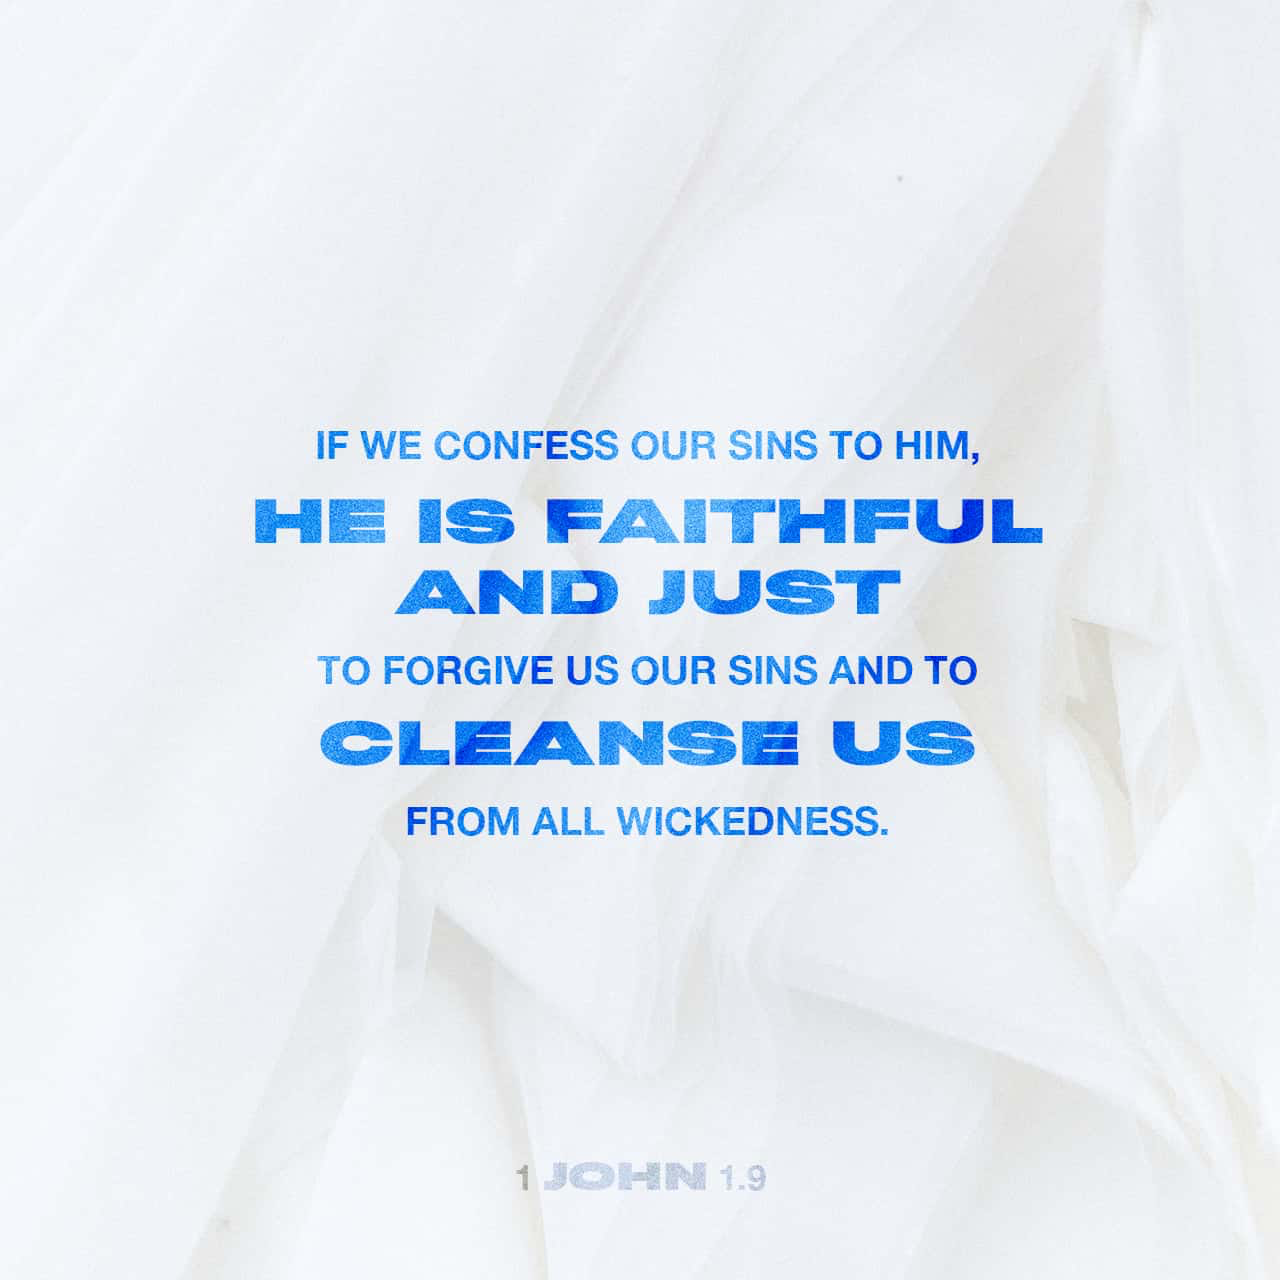 IF WE CONFESS OUR SINS TO HIM,
HE IS FAITHFUL
AND JUST
TO FORGIVE US OUR SINS AND TO
CLEANSE US
FROM ALL WICKEDNESS.
1 JOHN 1.9